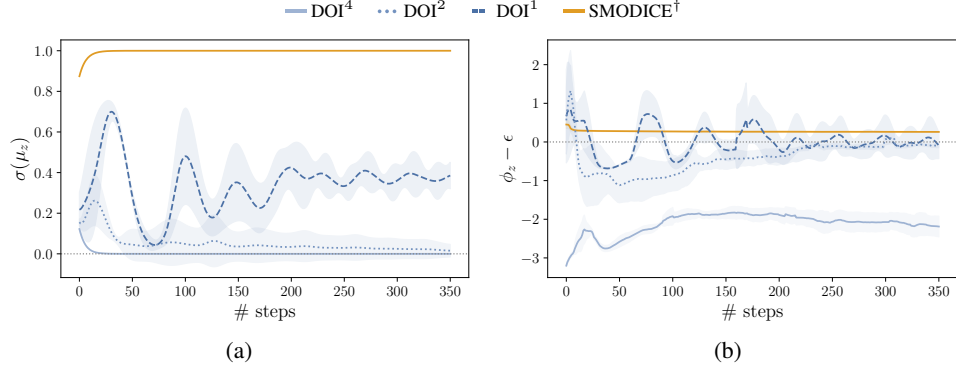 DOI⁴ DOI² DOI¹ SMODICE†
1.0
0.8
0.6
0.4
0.2
0.0
σ(μ_z)
0 50 100 150 200 250 300 350
# steps
(a)
2
1
0
−1
−2
−3
ϕ_z − ϵ
0 50 100 150 200 250 300 350
# steps
(b)